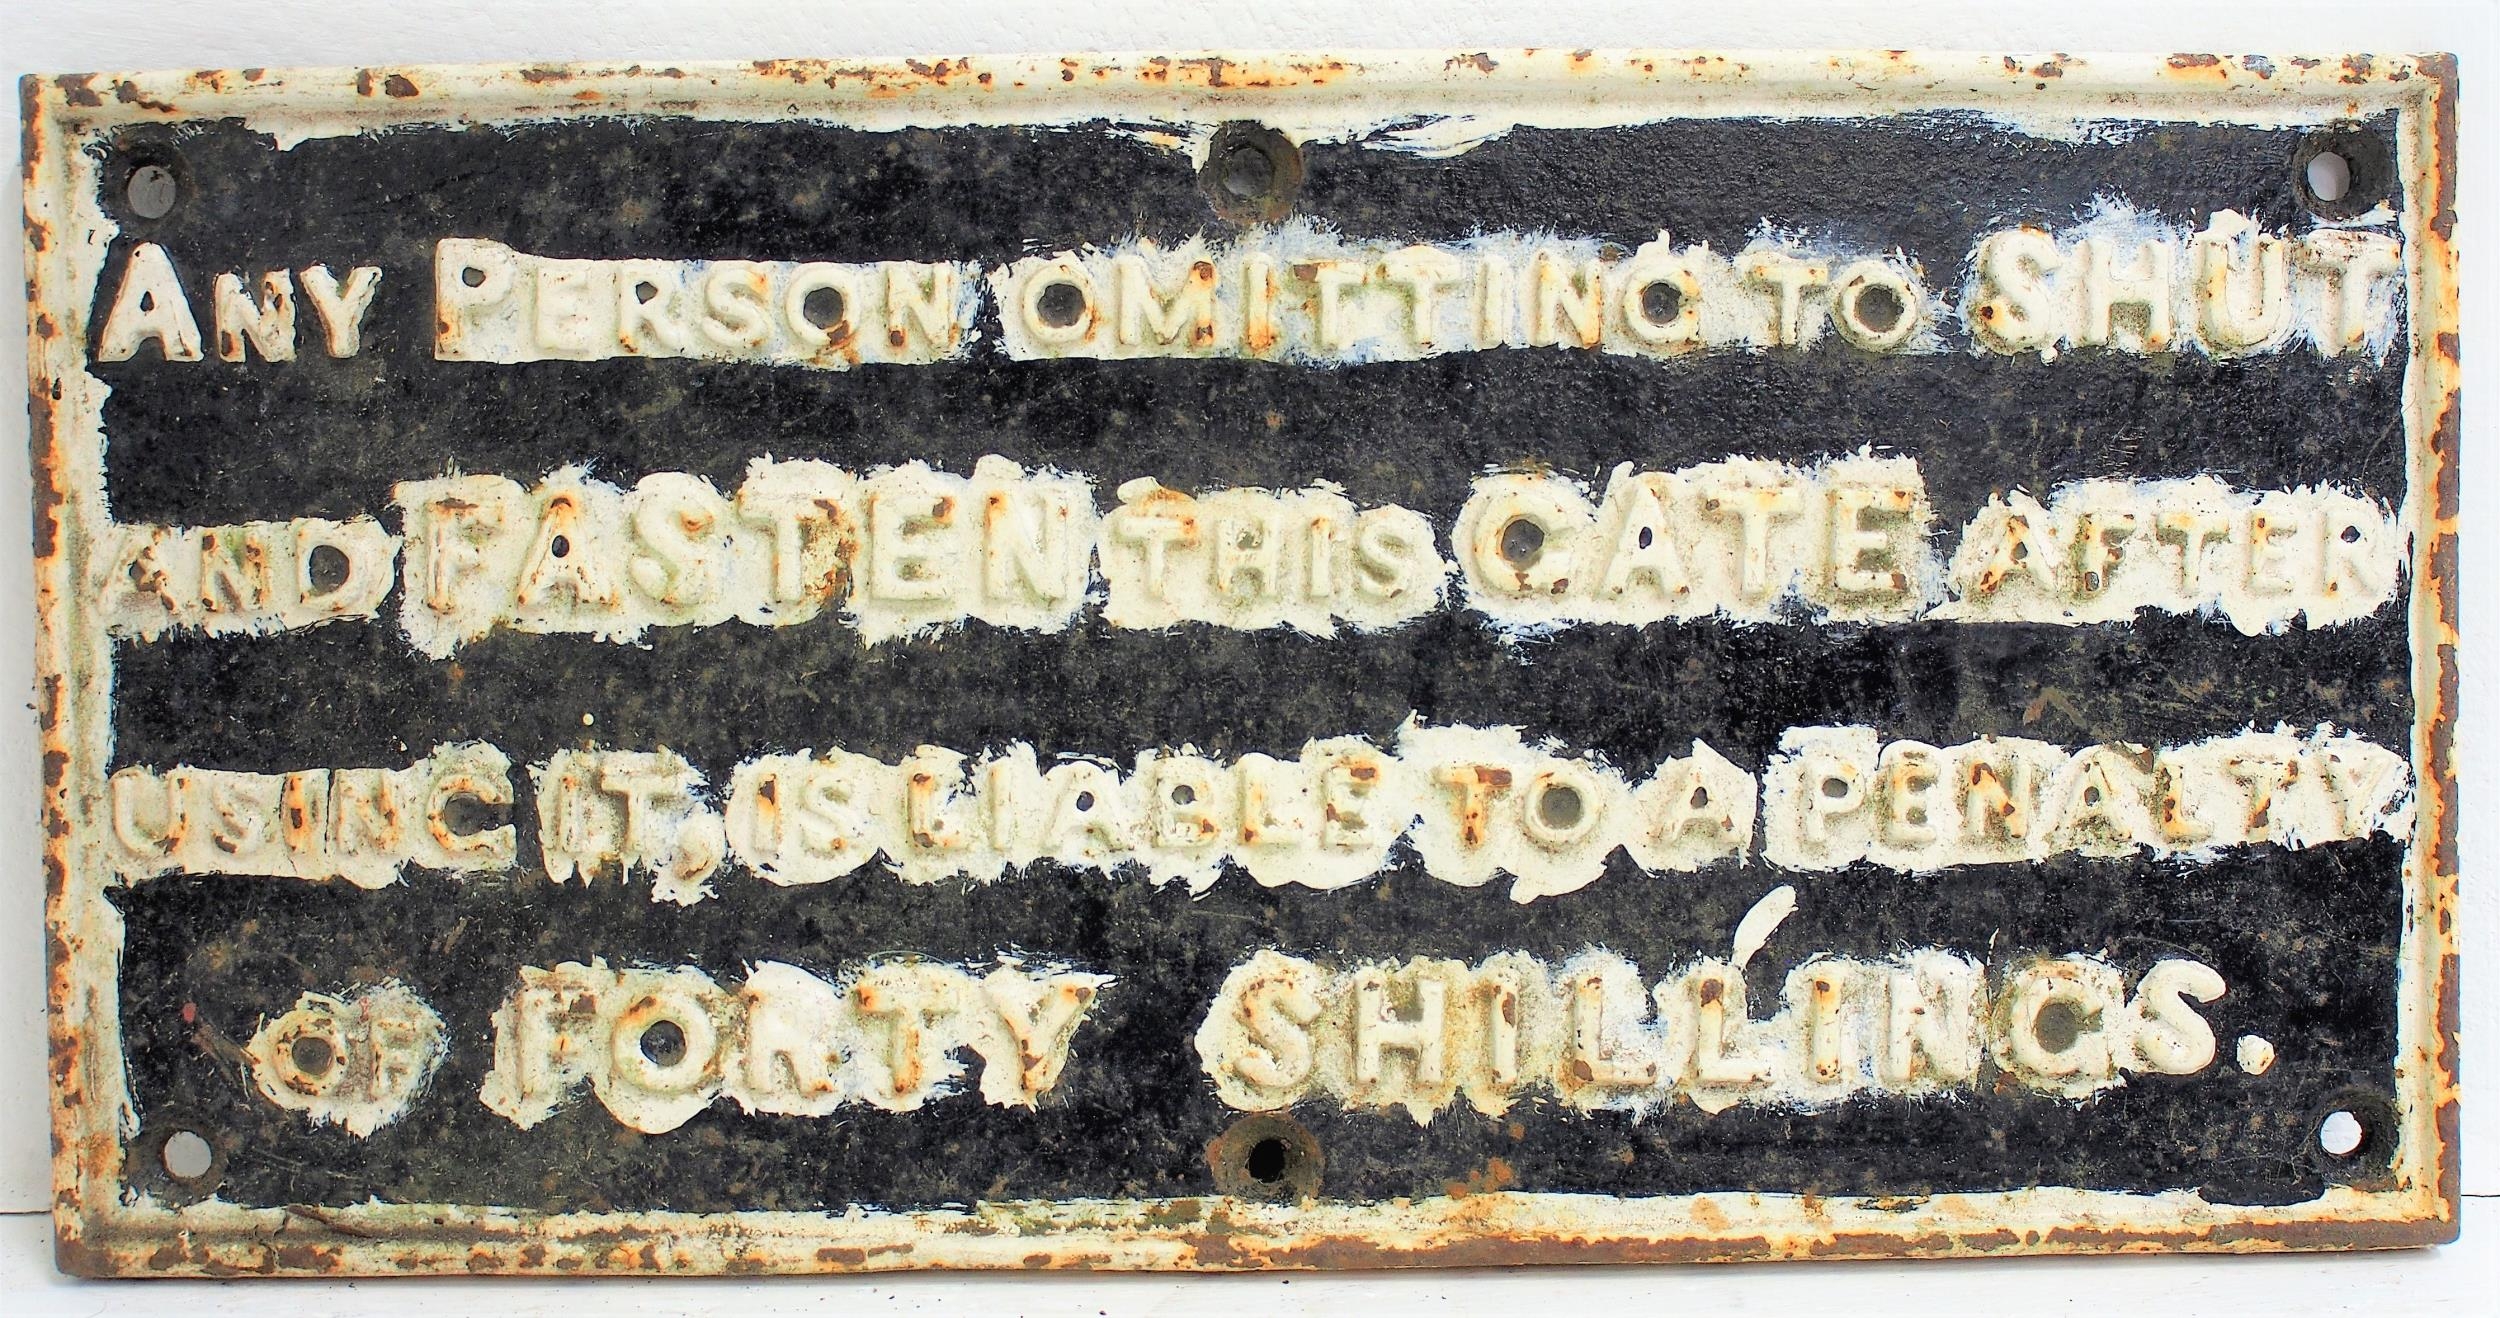 ANY PERSON OMITTING TO SHUT
AND FASTEN THIS GATE AFTER
USING IT, IS LIABLE TO A PENALTY
OF FORTY SHILLINGS.